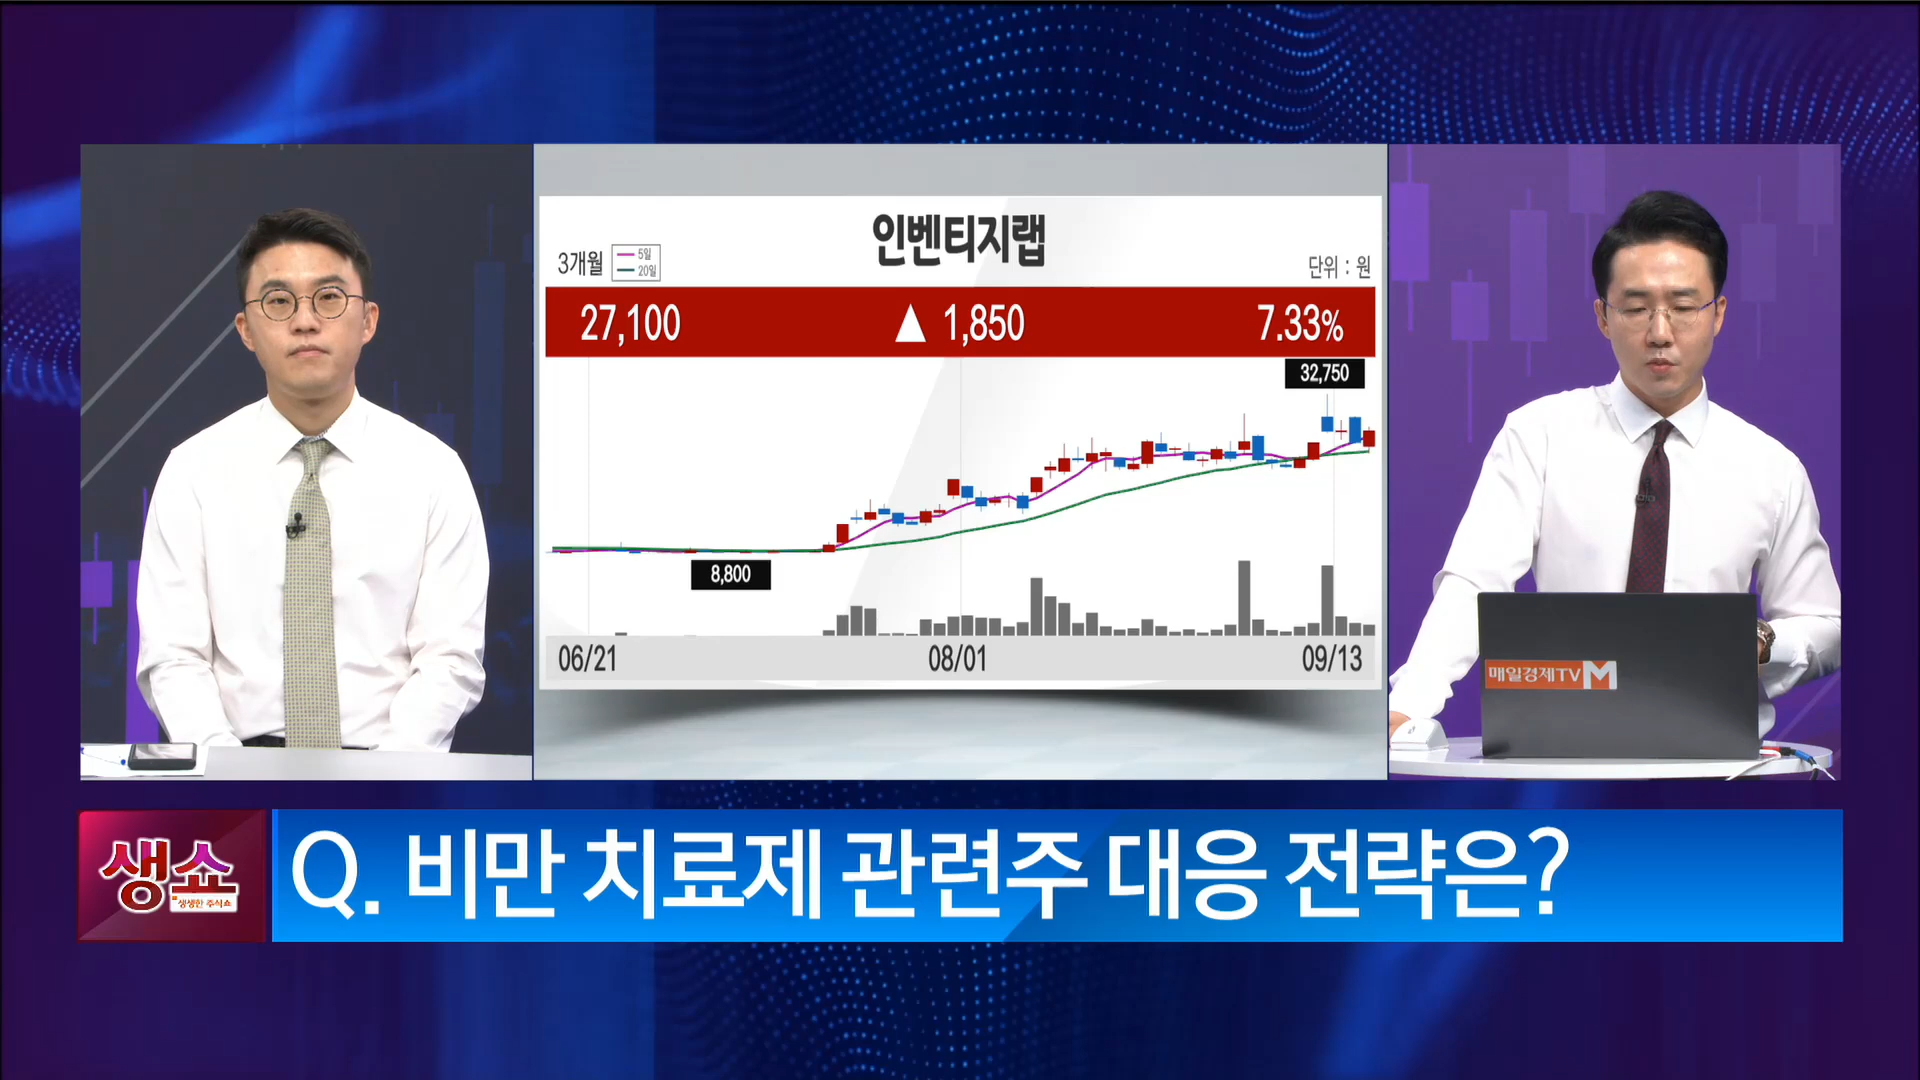 인벤티지랩
3개월
5일
20일
단위 : 원
27,100 ▲ 1,850 7.33%
32,750
8,800
06/21 08/01 09/13
매일경제TV M
생쇼
생생한 주식쇼
Q. 비만 치료제 관련주 대응 전략은?